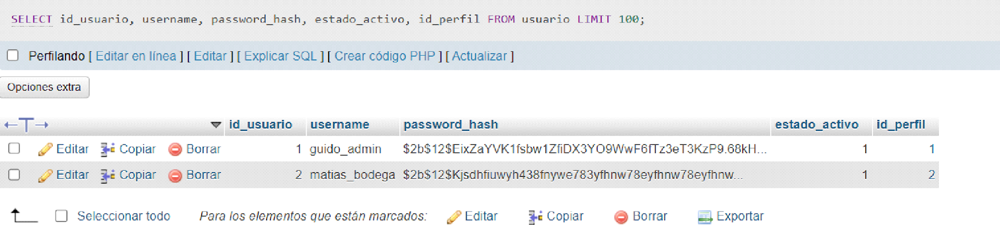 SELECT id_usuario, username, password_hash, estado_activo, id_perfil FROM usuario LIMIT 100;
Perfilando [ Editar en línea ] [ Editar ] [ Explicar SQL ] [ Crear código PHP ] [ Actualizar ]
Opciones extra
id_usuario username password_hash estado_activo id_perfil
Editar Copiar Borrar 1 guido_admin $2b$12$EixZaYVK1fsbw1ZfiDX3YO9WwF6fTz3eT3KzP9.68kH... 1 1
Editar Copiar Borrar 2 matias_bodega $2b$12$Kjsdhfiuwyh438fnywe783yfhnw78eyfhnw78eyfhnw... 1 2
Seleccionar todo Para los elementos que están marcados: Editar Copiar Borrar Exportar